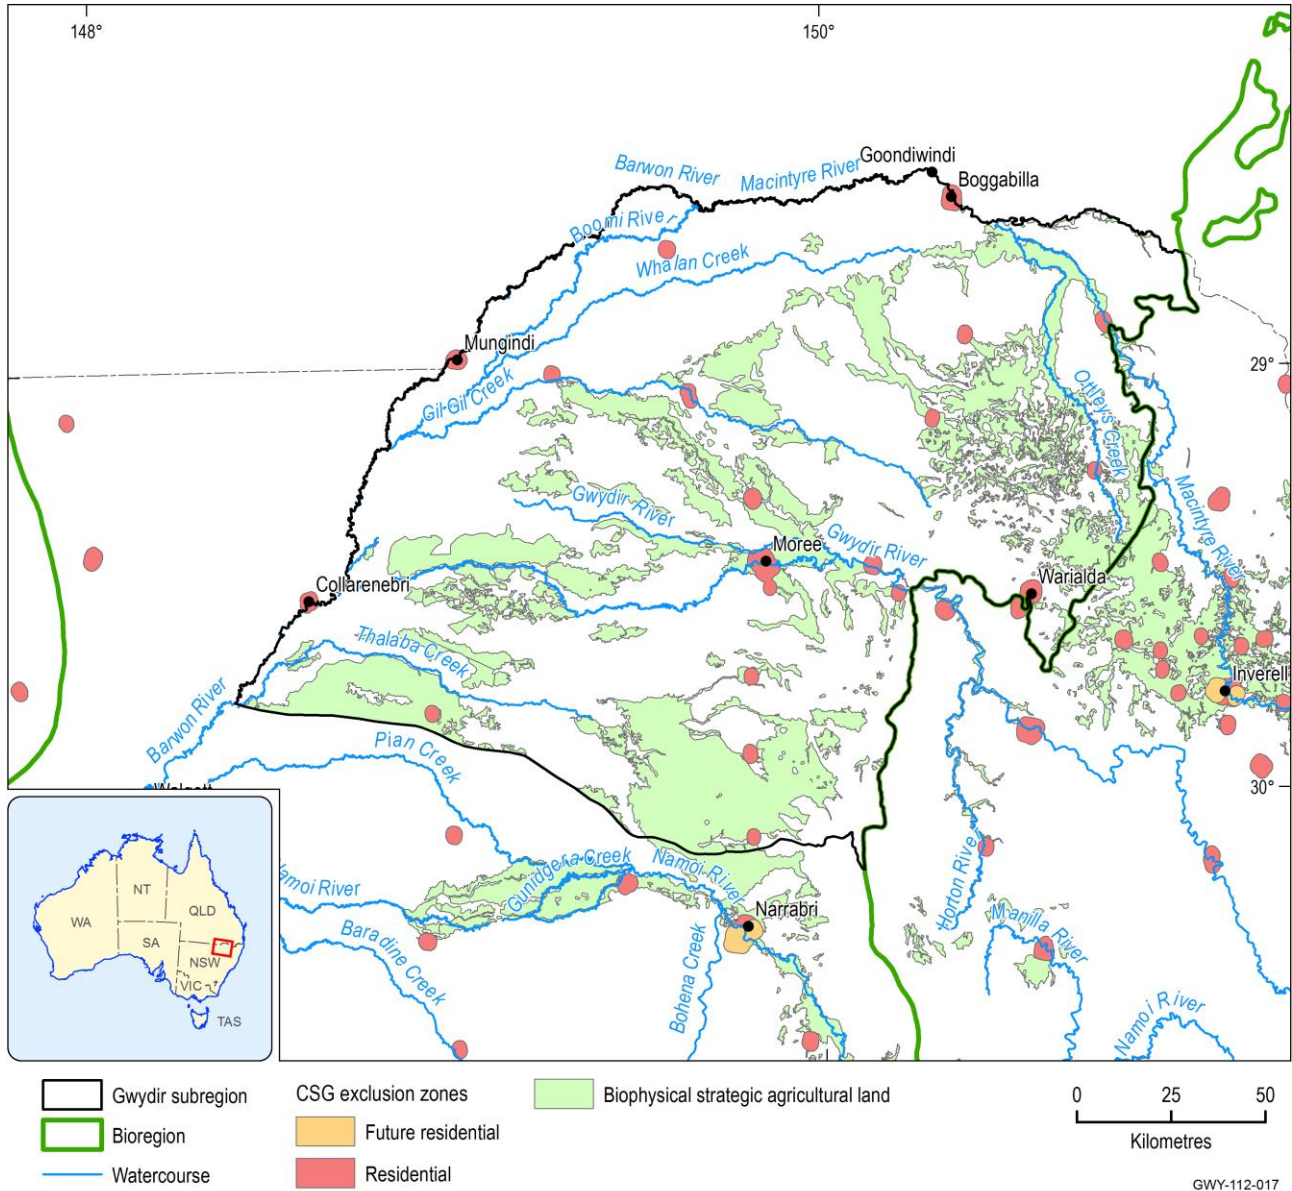 148°
150°
Goondiwindi
Barwon River
Macintyre River
Boggabilla
Boomi River
Whalan Creek
Mungindi
29°
Gil Gil Creek
Ottleys Creek
Macintyre River
Gwydir River
Moree
Gwydir River
Collarenebri
Warialda
Thalaba Creek
Inverell
Barwon River
Pian Creek
30°
Gunidgera Creek
Namoi River
Horton River
Narrabri
Manilla River
Baradine Creek
Bohena Creek
Namoi River
NT
QLD
WA
SA
NSW
VIC
TAS
Gwydir subregion
Bioregion
Watercourse
CSG exclusion zones
Future residential
Residential
Biophysical strategic agricultural land
0 25 50
Kilometres
GWY-112-017